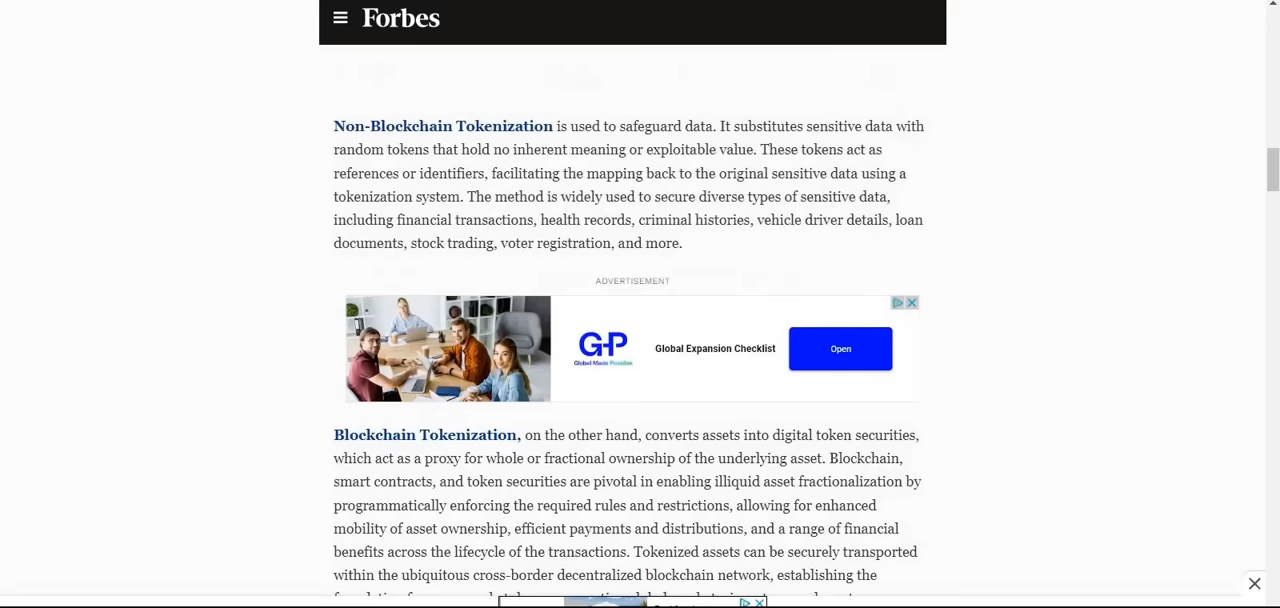 Forbes
Non-Blockchain Tokenization is used to safeguard data. It substitutes sensitive data with
random tokens that hold no inherent meaning or exploitable value. These tokens act as
references or identifiers, facilitating the mapping back to the original sensitive data using a
tokenization system. The method is widely used to secure diverse types of sensitive data,
including financial transactions, health records, criminal histories, vehicle driver details, loan
documents, stock trading, voter registration, and more.
ADVERTISEMENT
G-P
Global Made Possible
Global Expansion Checklist
Open
Blockchain Tokenization, on the other hand, converts assets into digital token securities,
which act as a proxy for whole or fractional ownership of the underlying asset. Blockchain,
smart contracts, and token securities are pivotal in enabling illiquid asset fractionalization by
programmatically enforcing the required rules and restrictions, allowing for enhanced
mobility of asset ownership, efficient payments and distributions, and a range of financial
benefits across the lifecycle of the transactions. Tokenized assets can be securely transported
within the ubiquitous cross-border decentralized blockchain network, establishing the